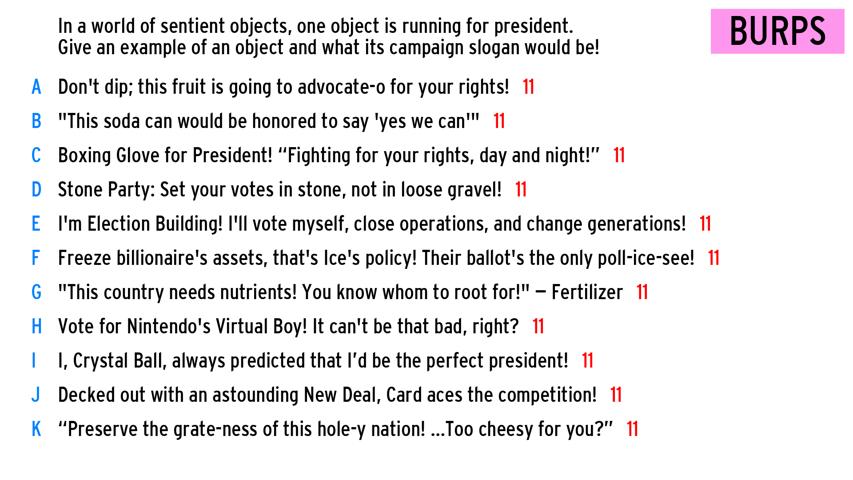 In a world of sentient objects, one object is running for president.
Give an example of an object and what its campaign slogan would be!
BURPS
A Don't dip; this fruit is going to advocate-o for your rights! 11
B "This soda can would be honored to say 'yes we can'" 11
C Boxing Glove for President! “Fighting for your rights, day and night!” 11
D Stone Party: Set your votes in stone, not in loose gravel! 11
E I'm Election Building! I'll vote myself, close operations, and change generations! 11
F Freeze billionaire's assets, that's Ice's policy! Their ballot's the only poll-ice-see! 11
G "This country needs nutrients! You know whom to root for!" – Fertilizer 11
H Vote for Nintendo's Virtual Boy! It can't be that bad, right? 11
I I, Crystal Ball, always predicted that I’d be the perfect president! 11
J Decked out with an astounding New Deal, Card aces the competition! 11
K “Preserve the grate-ness of this hole-y nation! ...Too cheesy for you?” 11